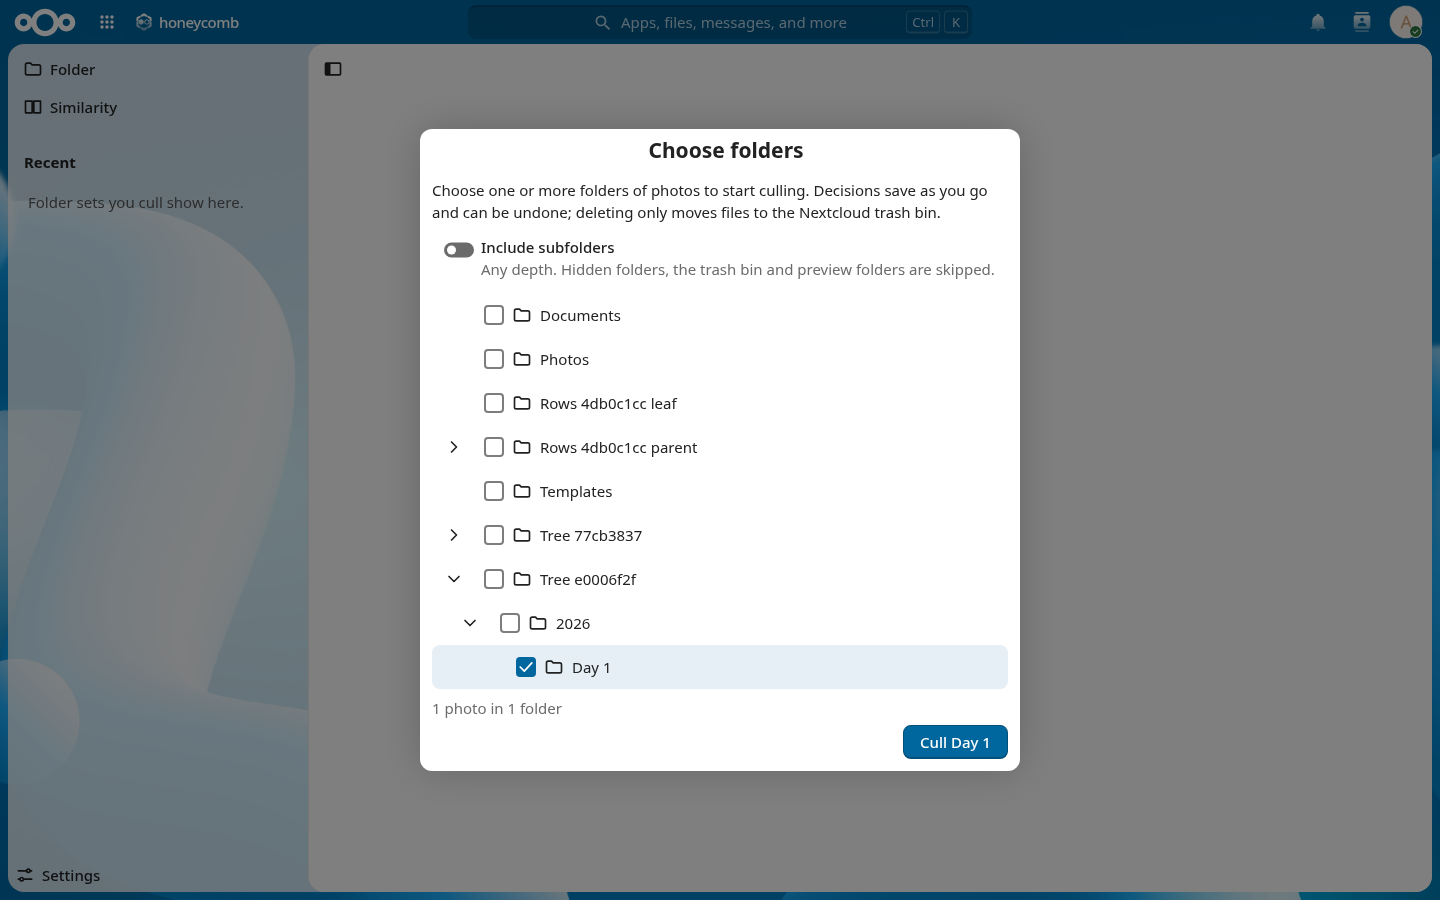 honeycomb
Apps, files, messages, and more
Ctrl K
A
Folder
Similarity
Recent
Folder sets you cull show here.
Choose folders
Choose one or more folders of photos to start culling. Decisions save as you go
and can be undone; deleting only moves files to the Nextcloud trash bin.
Include subfolders
Any depth. Hidden folders, the trash bin and preview folders are skipped.
Documents
Photos
Rows 4db0c1cc leaf
Rows 4db0c1cc parent
Templates
Tree 77cb3837
Tree e0006f2f
2026
Day 1
1 photo in 1 folder
Cull Day 1
Settings